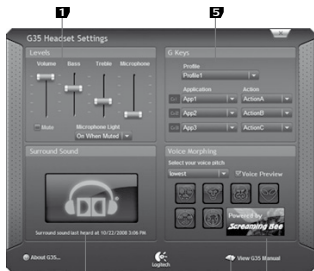 1
5
G35 Headset Settings
Levels
Volume Bass Treble Microphone
Mute
Microphone Light
On When Muted
G Keys
Profile
Profile1
Application Action
App1 ActionA
App2 ActionB
App3 ActionC
Surround Sound
Surround sound last heard at 10/22/2008 3:06 PM.
Voice Morphing
Select your voice pitch
lowest Voice Preview
Powered by
Screaming Bee
About G35...
Logitech
View G35 Manual